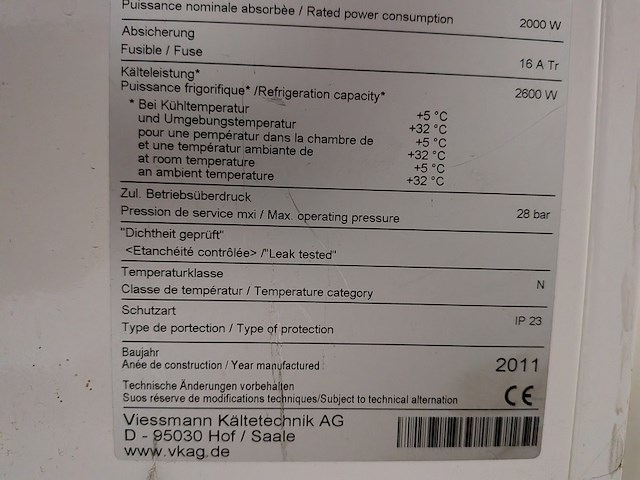 Puissance nominale absorbèe / Rated power consumption 2000 W
Absicherung
Fusible / Fuse 16 A Tr
Kälteleistung*
Puissance frigorifique* /Refrigeration capacity* 2600 W
* Bei Kühltemperatur +5 °C
und Umgebungstemperatur +32 °C
pour une pempératur dans la chambre de +5 °C
et une températur ambiante de +32 °C
at room temperature +5 °C
an ambient temperature +32 °C
Zul. Betriebsüberdruck
Pression de service mxi / Max. operating pressure 28 bar
"Dichtheit geprüft"
<Etanchéité contrôlée> /"Leak tested"
Temperaturklasse
Classe de températur / Temperature category N
Schutzart
Type de portection / Type of protection IP 23
Baujahr
Anée de construction / Year manufactured 2011
Technische Änderungen vorbehalten
Suos réserve de modifications techniques/Subject to technical alternation CE
Viessmann Kältetechnik AG
D - 95030 Hof / Saale
www.vkag.de